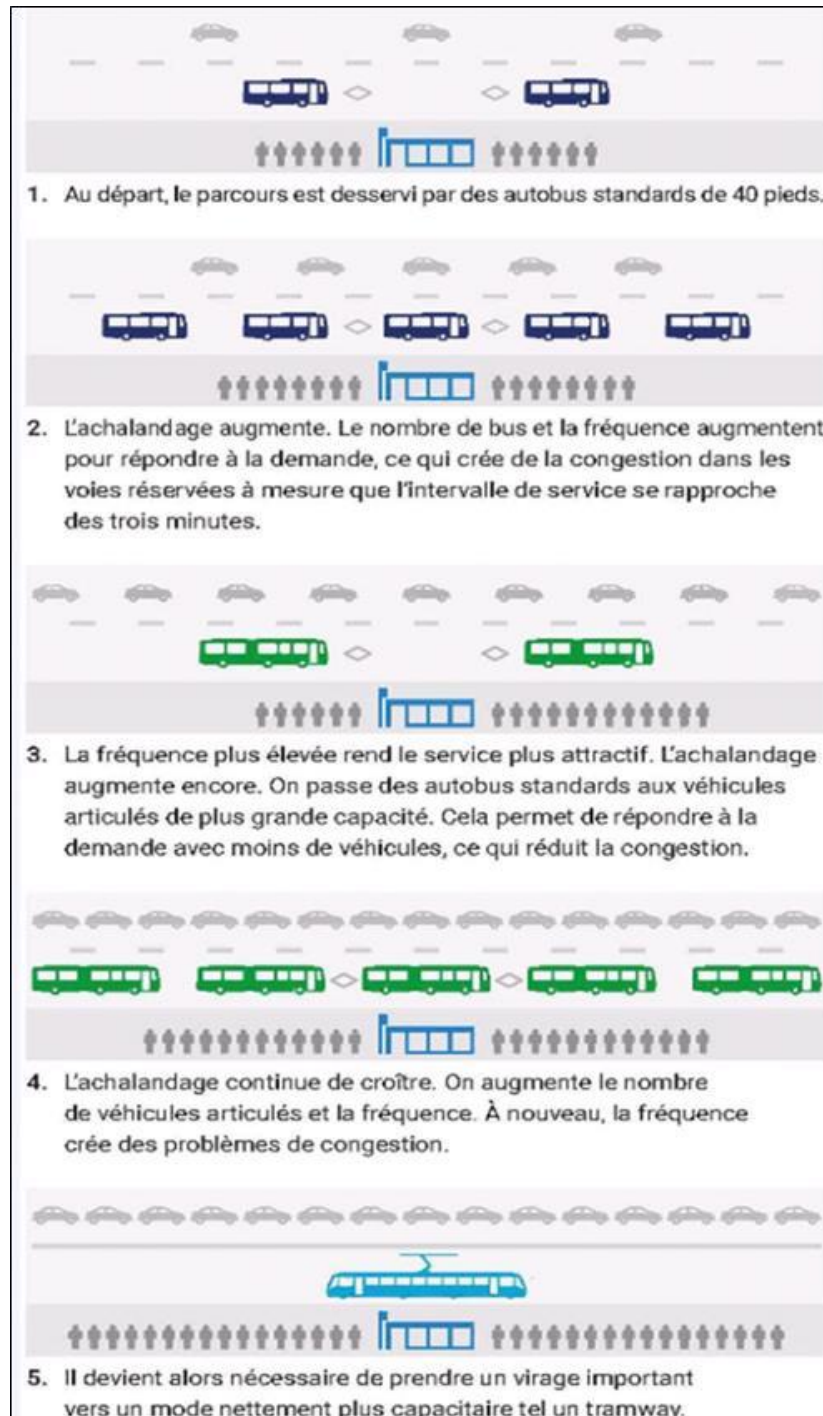 1. Au départ, le parcours est desservi par des autobus standards de 40 pieds.
2. L'achalandage augmente. Le nombre de bus et la fréquence augmentent
pour répondre à la demande, ce qui crée de la congestion dans les
voies réservées à mesure que l'intervalle de service se rapproche
des trois minutes.
3. La fréquence plus élevée rend le service plus attractif. L'achalandage
augmente encore. On passe des autobus standards aux véhicules
articulés de plus grande capacité. Cela permet de répondre à la
demande avec moins de véhicules, ce qui réduit la congestion.
4. L'achalandage continue de croître. On augmente le nombre
de véhicules articulés et la fréquence. À nouveau, la fréquence
crée des problèmes de congestion.
5. Il devient alors nécessaire de prendre un virage important
vers un mode nettement plus capacitaire tel un tramway.